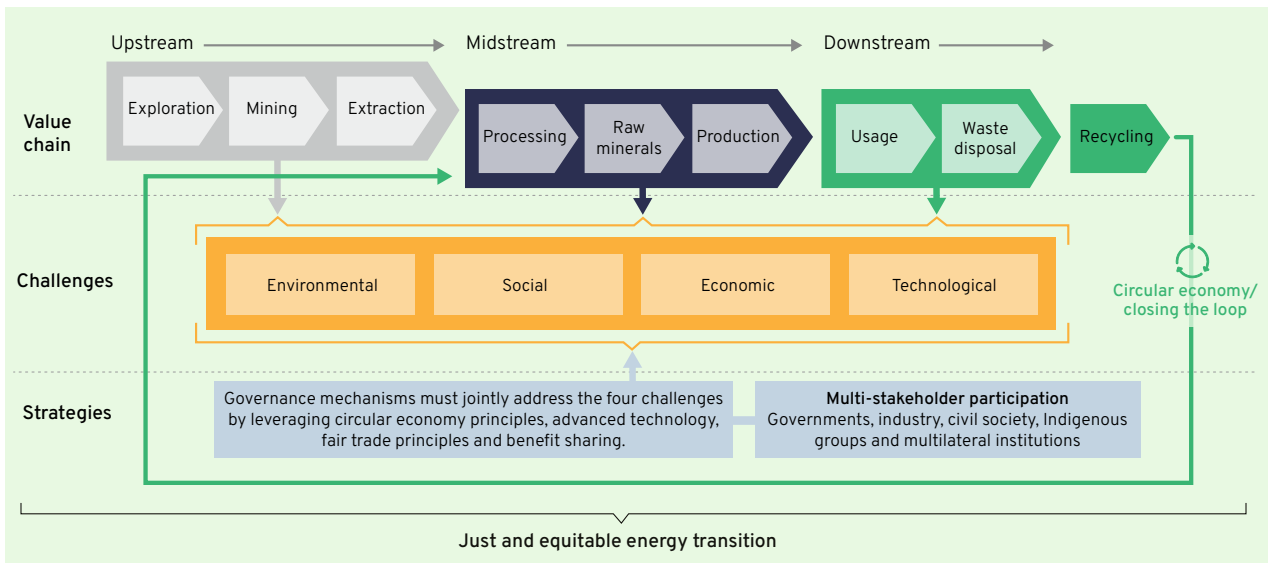 Upstream
Midstream
Downstream
Value
chain
Exploration
Mining
Extraction
Processing
Raw
minerals
Production
Usage
Waste
disposal
Recycling
Challenges
Environmental
Social
Economic
Technological
Circular economy/
closing the loop
Strategies
Governance mechanisms must jointly address the four challenges
by leveraging circular economy principles, advanced technology,
fair trade principles and benefit sharing.
Multi-stakeholder participation
Governments, industry, civil society, Indigenous
groups and multilateral institutions
Just and equitable energy transition